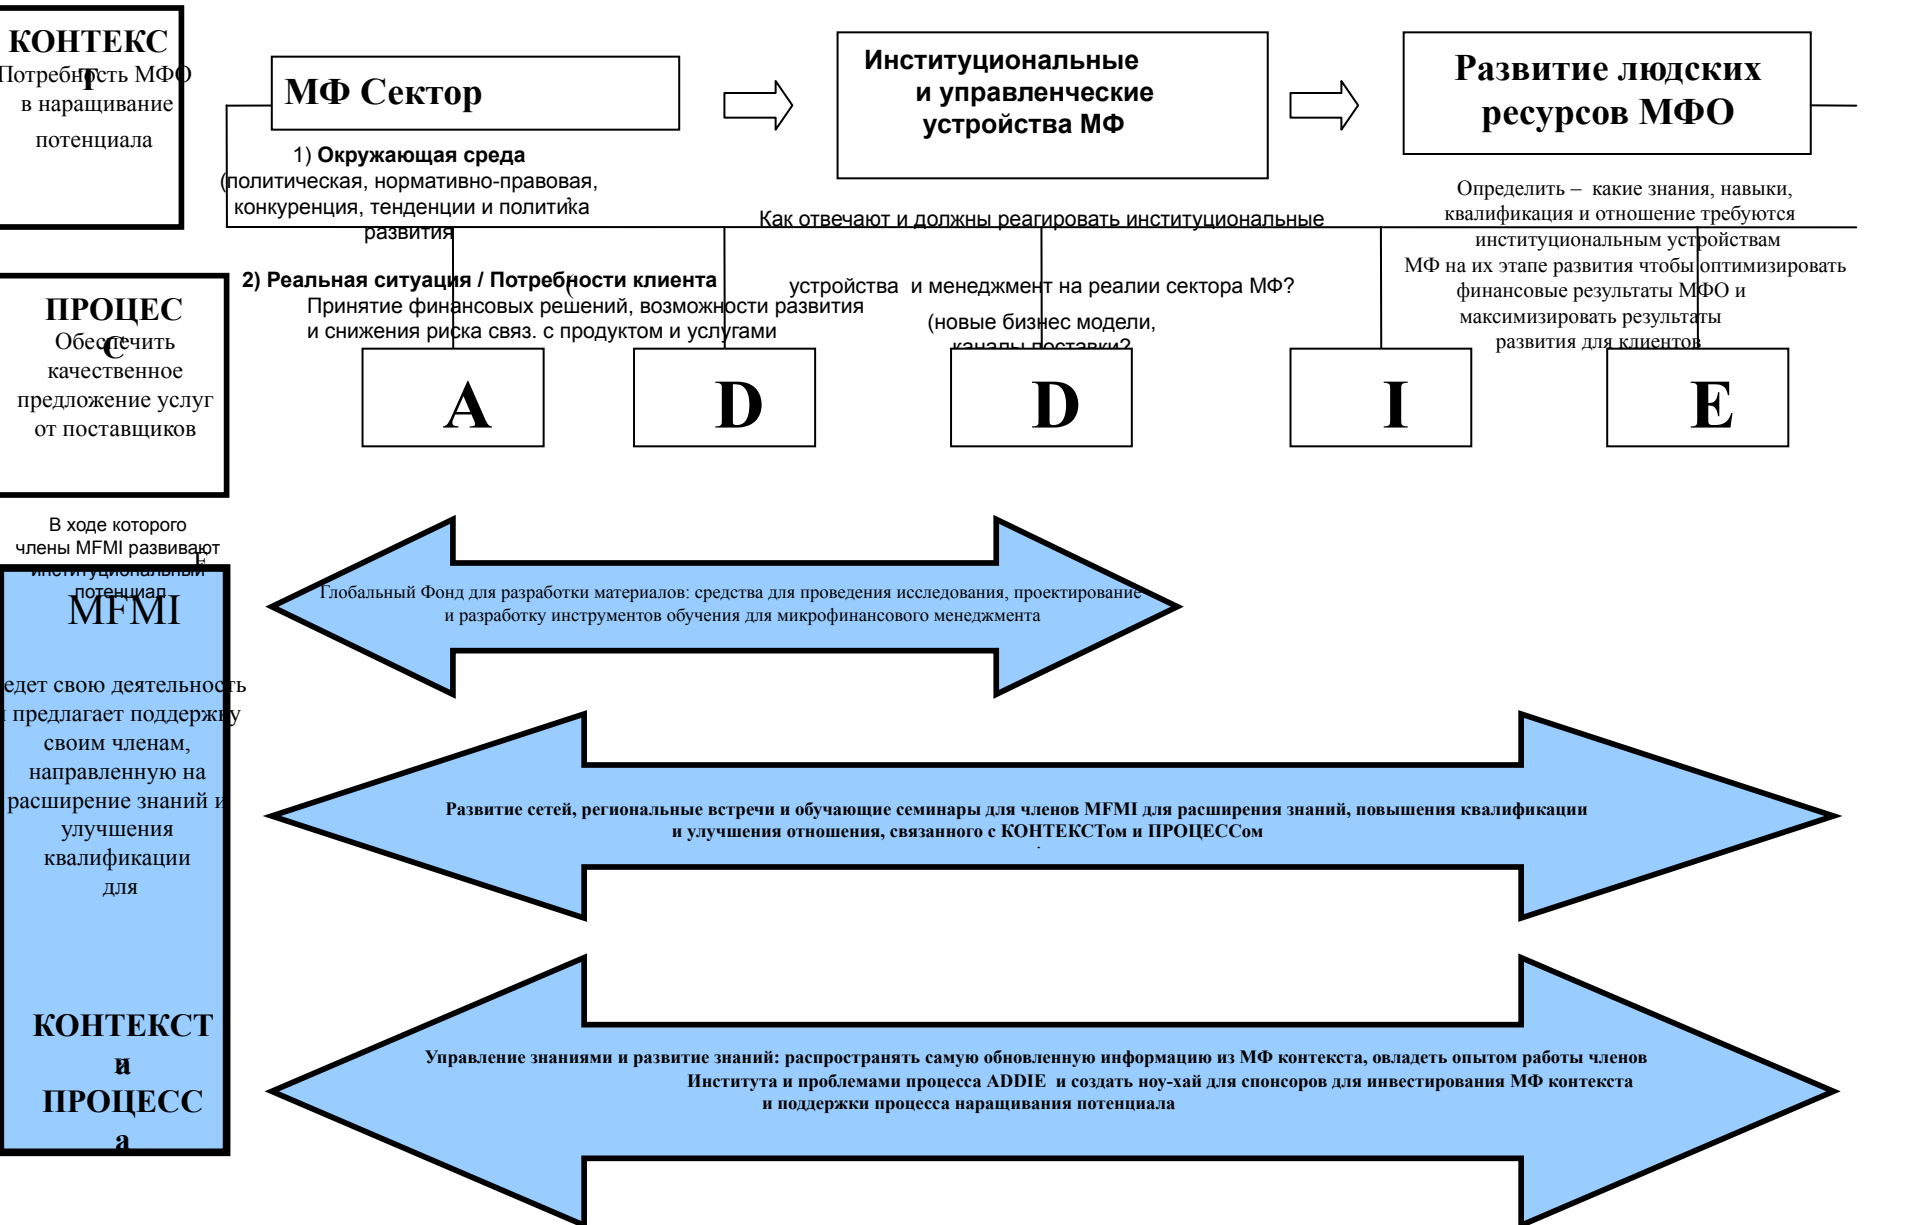 КОНТЕКС
Т
Потребность МФО
в наращивание
потенциала
МФ Сектор
Институциональные
и управленческие
устройства МФ
Развитие людских
ресурсов МФО
1) Окружающая среда
(политическая, нормативно-правовая,
конкуренция, тенденции и политика
развития
2) Реальная ситуация / Потребности клиента
(
Принятие финансовых решений, возможности развития
и снижения риска связ. с продуктом и услугами
Как отвечают и должны реагировать институциональные
устройства и менеджмент на реалии сектора МФ?
(новые бизнес модели,
каналы поставки?
Определить – какие знания, навыки,
квалификация и отношение требуются
институциональным устройствам
МФ на их этапе развития чтобы оптимизировать
финансовые результаты МФО и
максимизировать результаты
развития для клиентов
ПРОЦЕС
С
Обеспечить
качественное
предложение услуг
от поставщиков
A
D
D
I
E
В ходе которого
члены MFMI развивают
институциональный
потенциал
MFMI
едет свою деятельность
и предлагает поддержку
своим членам,
направленную на
расширение знаний и
улучшения
квалификации
для
КОНТЕКСТ
а
и
ПРОЦЕСС
а
Глобальный Фонд для разработки материалов: средства для проведения исследования, проектирование
и разработку инструментов обучения для микрофинансового менеджмента
Развитие сетей, региональные встречи и обучающие семинары для членов MFMI для расширения знаний, повышения квалификации
и улучшения отношения, связанного с КОНТЕКСТом и ПРОЦЕССом
.
Управление знаниями и развитие знаний: распространять самую обновленную информацию из МФ контекста, овладеть опытом работы членов
Института и проблемами процесса ADDIE и создать ноу-хай для спонсоров для инвестирования МФ контекста
и поддержки процесса наращивания потенциала